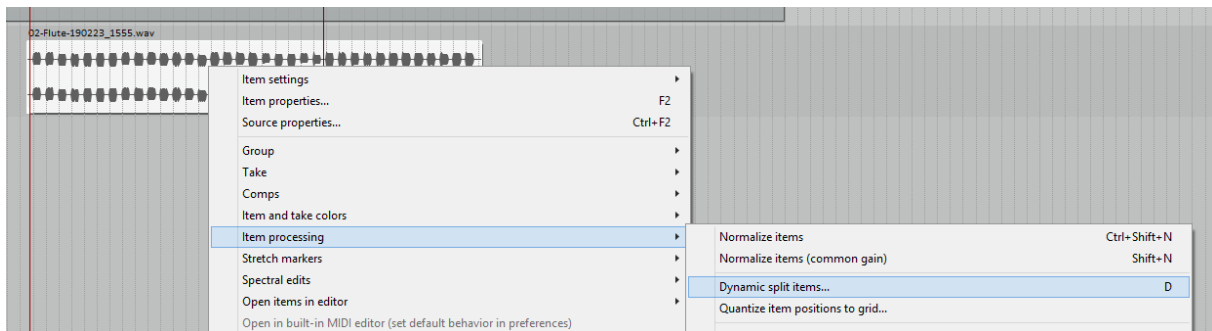 02-Flute-190223_1555.wav
Item settings
Item properties... F2
Source properties... Ctrl+F2
Group
Take
Comps
Item and take colors
Item processing
Stretch markers
Spectral edits
Open items in editor
Open in built-in MIDI editor (set default behavior in preferences)
Normalize items Ctrl+Shift+N
Normalize items (common gain) Shift+N
Dynamic split items... D
Quantize item positions to grid...